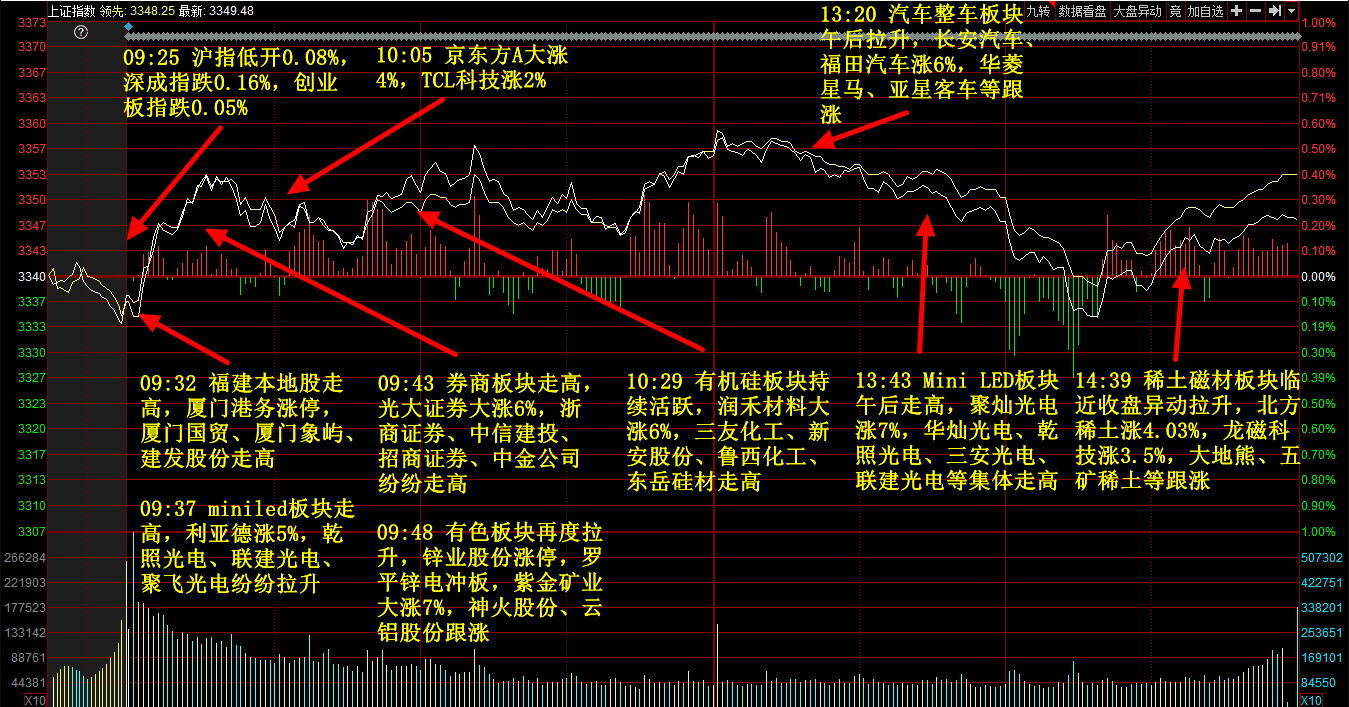 上证指数 领先: 3348.25 最新: 3349.48
九转 数据看盘 大盘异动 竞 加自选
3373
3370
3367
3363
3360
3357
3353
3350
3347
3343
3340
3337
3333
3330
3327
3323
3320
3317
3313
3310
3307
266284
221903
177523
133142
88761
44381
X10
09:25 沪指低开0.08%，
深成指跌0.16%，创业
板指跌0.05%
10:05 京东方A大涨
4%，TCL科技涨2%
13:20 汽车整车板块
午后拉升，长安汽车、
福田汽车涨6%，华菱
星马、亚星客车等跟
涨
09:32 福建本地股走
高，厦门港务涨停，
厦门国贸、厦门象屿、
建发股份走高
09:37 miniled板块走
高，利亚德涨5%，乾
照光电、联建光电、
聚飞光电纷纷拉升
09:43 券商板块走高，
光大证券大涨6%，浙
商证券、中信建投、
招商证券、中金公司
纷纷走高
09:48 有色板块再度拉
升，锌业股份涨停，罗
平锌电冲板，紫金矿业
大涨7%，神火股份、云
铝股份跟涨
10:29 有机硅板块持
续活跃，润禾材料大
涨6%，三友化工、新
安股份、鲁西化工、
东岳硅材走高
13:43 Mini LED板块
午后走高，聚灿光电
涨7%，华灿光电、乾
照光电、三安光电、
联建光电等集体走高
14:39 稀土磁材板块临
近收盘异动拉升，北方
稀土涨4.03%，龙磁科
技涨3.5%，大地熊、五
矿稀土等跟涨
1.00%
0.91%
0.80%
0.71%
0.60%
0.50%
0.40%
0.30%
0.20%
0.10%
0.00%
0.10%
0.19%
0.30%
0.39%
0.50%
0.60%
0.70%
0.80%
0.90%
1.00%
507302
422751
338201
253651
169101
84550
X10